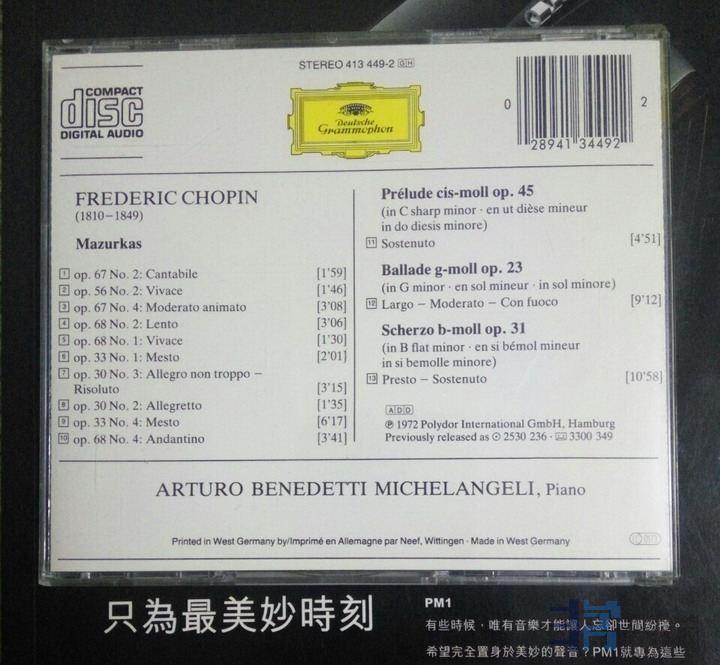 STEREO 413 449-2 GH
COMPACT
disc
DIGITAL AUDIO
Deutsche
Grammophon
0 28941 34492 2
FREDERIC CHOPIN
(1810–1849)
Mazurkas
1 op. 67 No. 2: Cantabile [1'59]
2 op. 56 No. 2: Vivace [1'46]
3 op. 67 No. 4: Moderato animato [3'08]
4 op. 68 No. 2: Lento [3'06]
5 op. 68 No. 1: Vivace [1'30]
6 op. 33 No. 1: Mesto [2'01]
7 op. 30 No. 3: Allegro non troppo –
Risoluto [3'15]
8 op. 30 No. 2: Allegretto [1'35]
9 op. 33 No. 4: Mesto [6'17]
10 op. 68 No. 4: Andantino [3'41]
Prélude cis-moll op. 45
(in C sharp minor · en ut dièse mineur
in do diesis minore)
11 Sostenuto [4'51]
Ballade g-moll op. 23
(in G minor · en sol mineur · in sol minore)
12 Largo – Moderato – Con fuoco [9'12]
Scherzo b-moll op. 31
(in B flat minor · en si bémol mineur
in si bemolle minore)
13 Presto – Sostenuto [10'58]
ADD
℗ 1972 Polydor International GmbH, Hamburg
Previously released as 2530 236 · 3300 349
ARTURO BENEDETTI MICHELANGELI, Piano
Printed in West Germany by/Imprimé en Allemagne par Neef, Wittingen · Made in West Germany
只為最美妙時刻
PM1
有些時候，唯有音樂才能讓人忘卻世間紛擾。
希望完全置身於美妙的聲音？PM1就專為這些